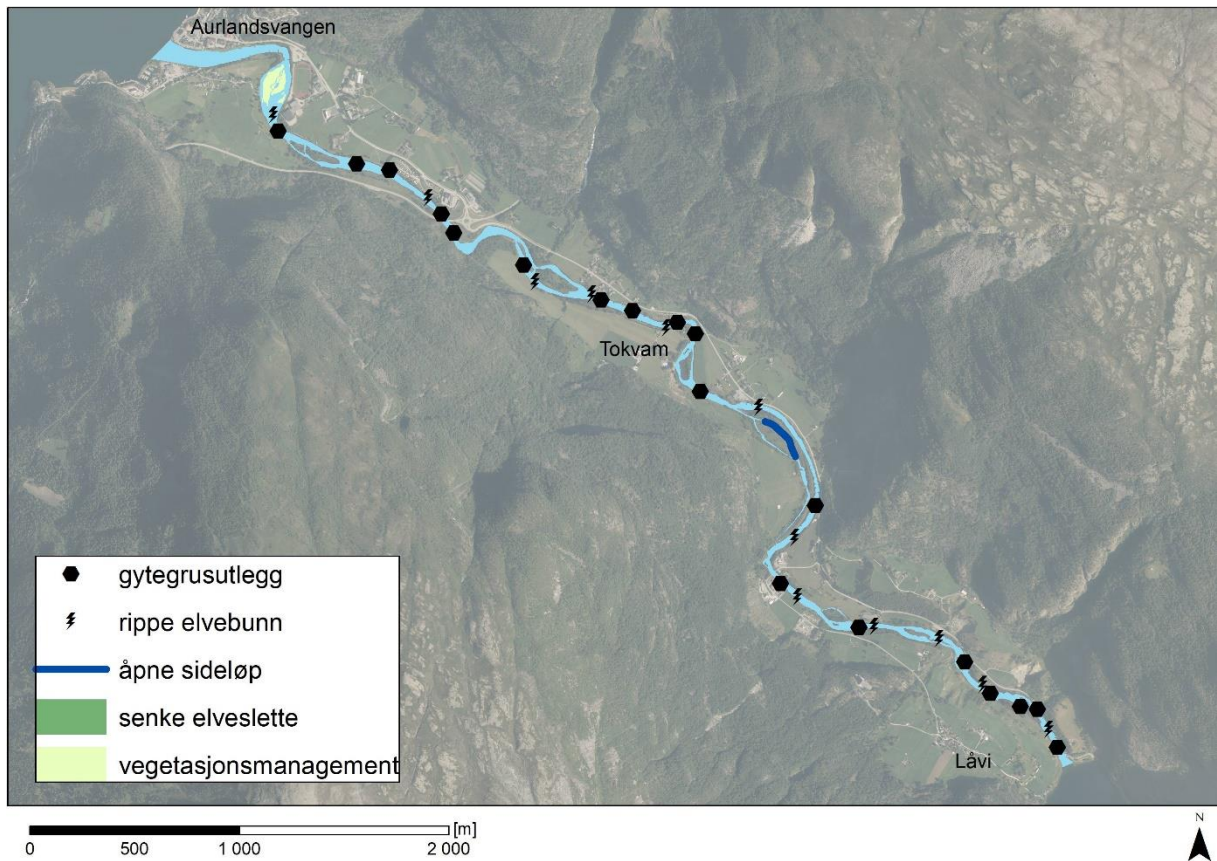 Aurlandsvangen
Tokvam
Låvi
gytegrusutlegg
rippe elvebunn
åpne sideløp
senke elveslette
vegetasjonsmanagement
[m]
0 500 1 000 2 000
N